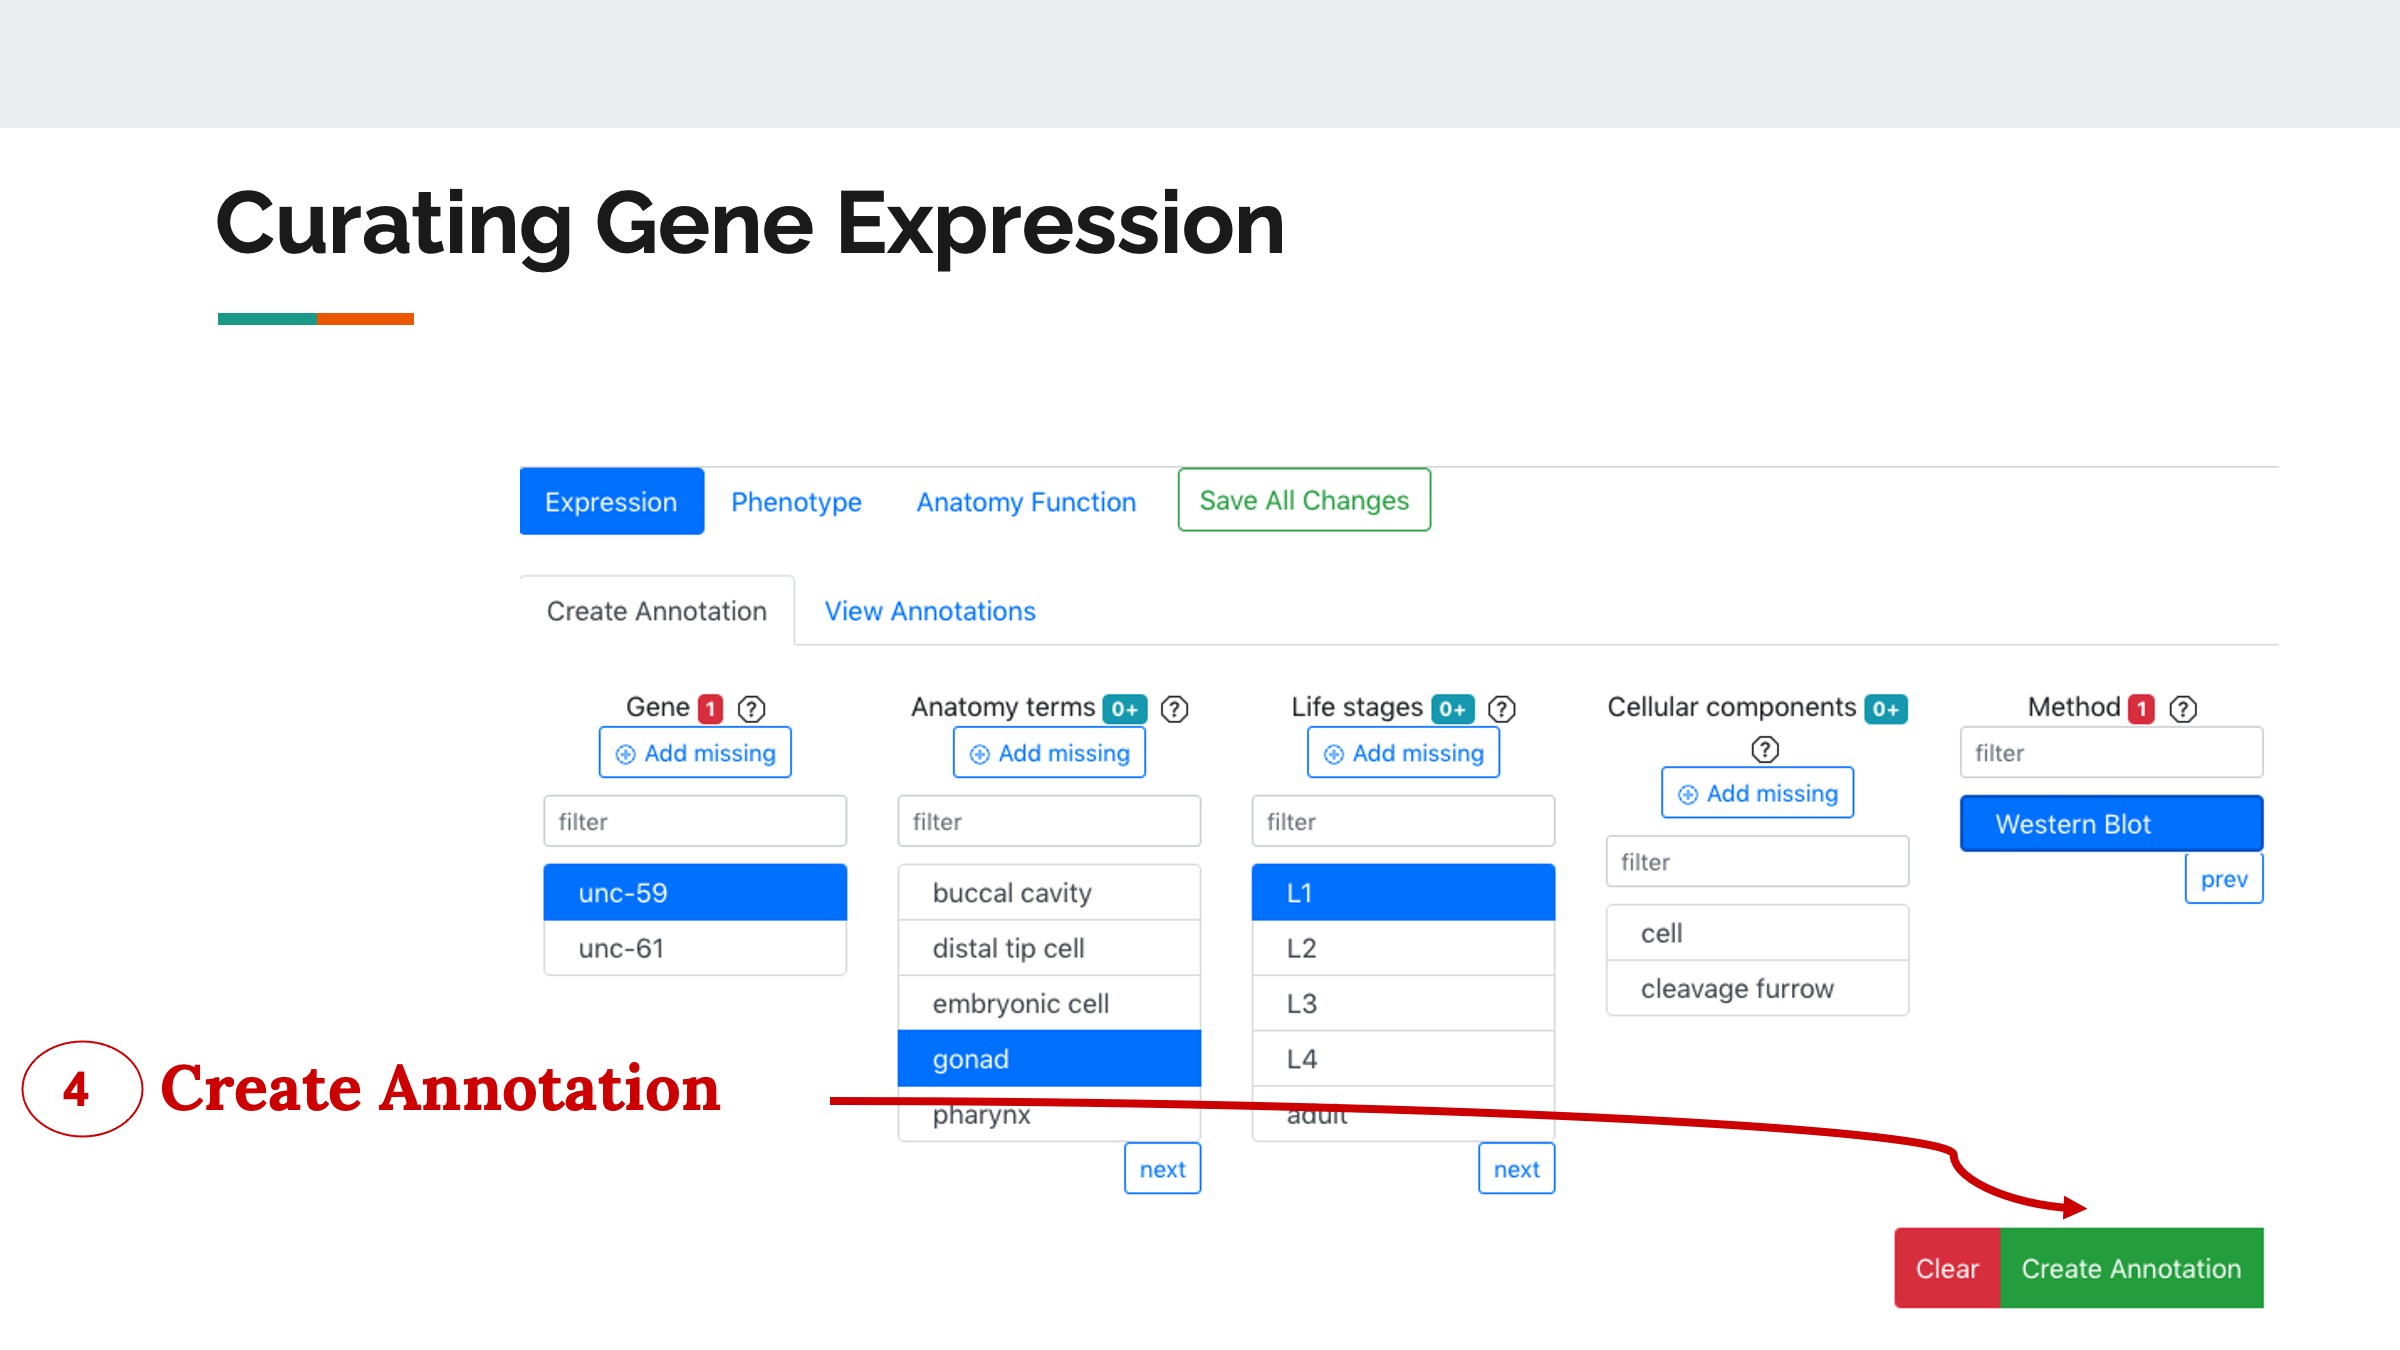 Curating Gene Expression
Expression Phenotype Anatomy Function Save All Changes
Create Annotation View Annotations
Gene 1 ?
Add missing
filter
unc-59
unc-61
Anatomy terms 0+ ?
Add missing
filter
buccal cavity
distal tip cell
embryonic cell
gonad
pharynx
next
Life stages 0+ ?
Add missing
filter
L1
L2
L3
L4
adult
next
Cellular components 0+
?
Add missing
filter
cell
cleavage furrow
Method 1 ?
filter
Western Blot
prev
4 Create Annotation
Clear Create Annotation